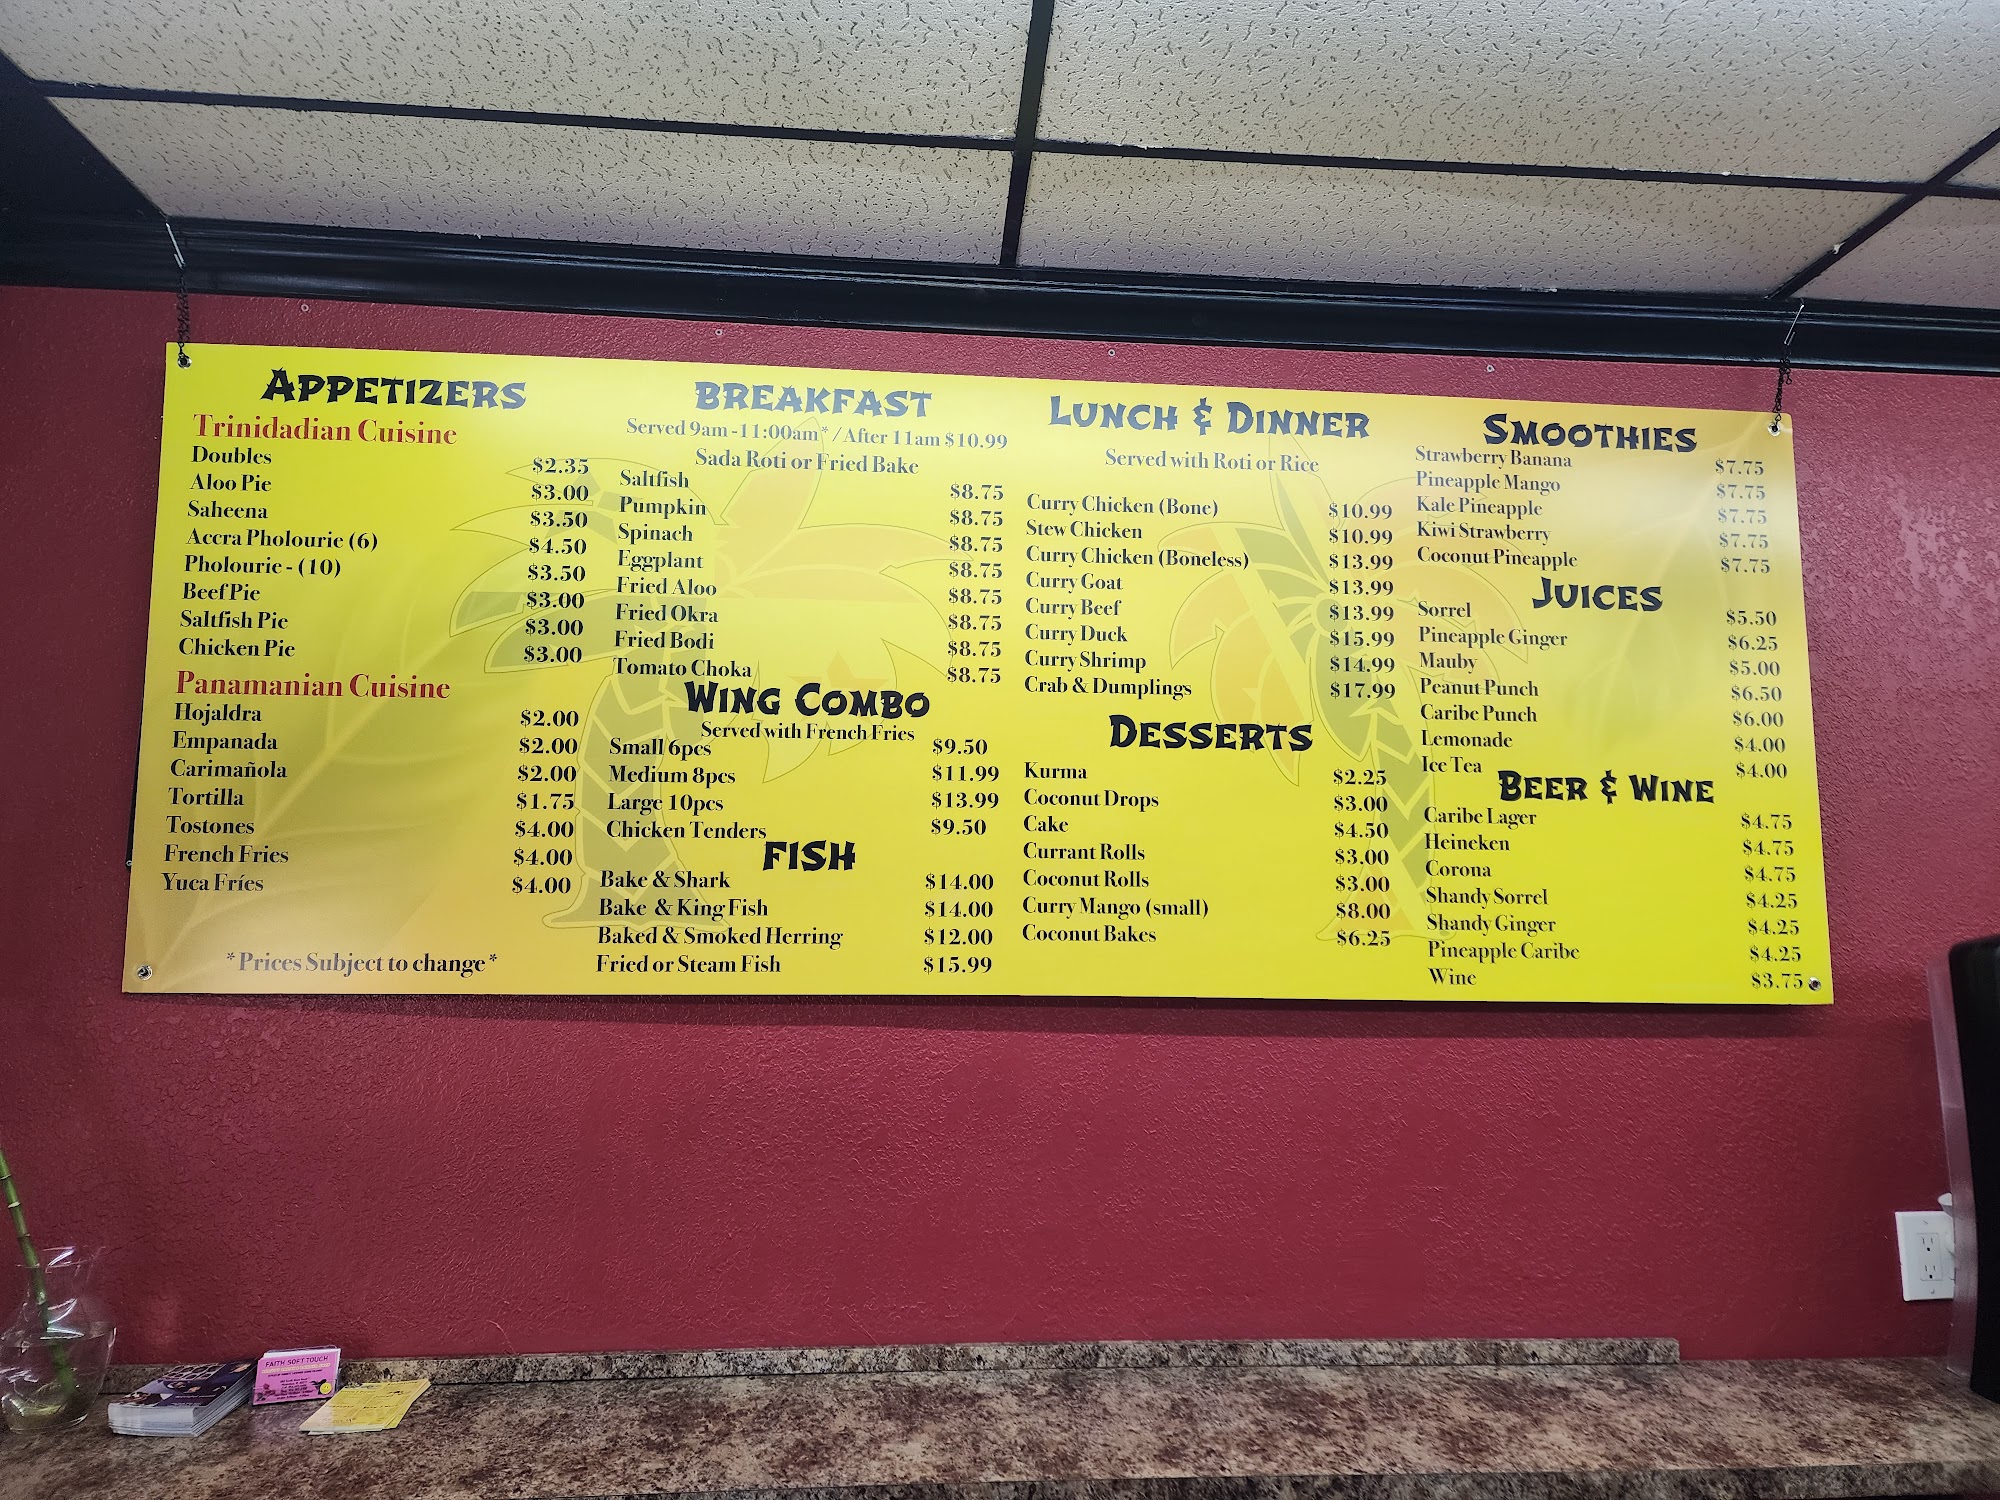 APPETIZERS
Trinidadian Cuisine
Doubles $2.35
Aloo Pie $3.00
Saheena $3.50
Accra Pholourie (6) $4.50
Pholourie - (10) $3.50
Beef Pie $3.00
Saltfish Pie $3.00
Chicken Pie $3.00
Panamanian Cuisine
Hojaldra $2.00
Empanada $2.00
Carimañola $2.00
Tortilla $1.75
Tostones $4.00
French Fries $4.00
Yuca Fríes $4.00
*Prices Subject to change*
BREAKFAST
Served 9am -11:00am* / After 11am $10.99
Sada Roti or Fried Bake
Saltfish $8.75
Pumpkin $8.75
Spinach $8.75
Eggplant $8.75
Fried Aloo $8.75
Fried Okra $8.75
Fried Bodi $8.75
Tomato Choka $8.75
WING COMBO
Served with French Fries
Small 6pcs $9.50
Medium 8pcs $11.99
Large 10pcs $13.99
Chicken Tenders $9.50
FISH
Bake & Shark $14.00
Bake & King Fish $14.00
Baked & Smoked Herring $12.00
Fried or Steam Fish $15.99
LUNCH & DINNER
Served with Roti or Rice
Curry Chicken (Bone) $10.99
Stew Chicken $10.99
Curry Chicken (Boneless) $13.99
Curry Goat $13.99
Curry Beef $13.99
Curry Duck $15.99
Curry Shrimp $14.99
Crab & Dumplings $17.99
DESSERTS
Kurma $2.25
Coconut Drops $3.00
Cake $4.50
Currant Rolls $3.00
Coconut Rolls $3.00
Curry Mango (small) $8.00
Coconut Bakes $6.25
SMOOTHIES
Strawberry Banana $7.75
Pineapple Mango $7.75
Kale Pineapple $7.75
Kiwi Strawberry $7.75
Coconut Pineapple $7.75
JUICES
Sorrel $5.50
Pineapple Ginger $6.25
Mauby $5.00
Peanut Punch $6.50
Caribe Punch $6.00
Lemonade $4.00
Ice Tea $4.00
BEER & WINE
Caribe Lager $4.75
Heineken $4.75
Corona $4.75
Shandy Sorrel $4.25
Shandy Ginger $4.25
Pineapple Caribe $4.25
Wine $3.75
FAITH SOFT TOUCH